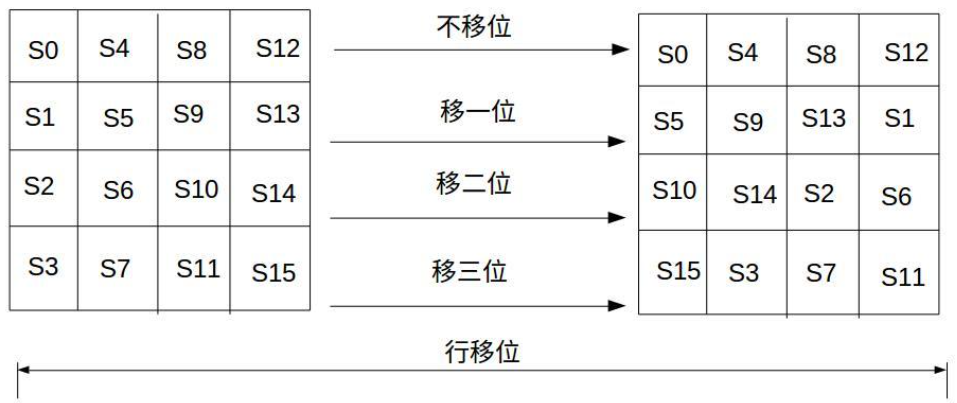 S0 S4 S8 S12 不移位 S0 S4 S8 S12
S1 S5 S9 S13 移一位 S5 S9 S13 S1
S2 S6 S10 S14 移二位 S10 S14 S2 S6
S3 S7 S11 S15 移三位 S15 S3 S7 S11
行移位